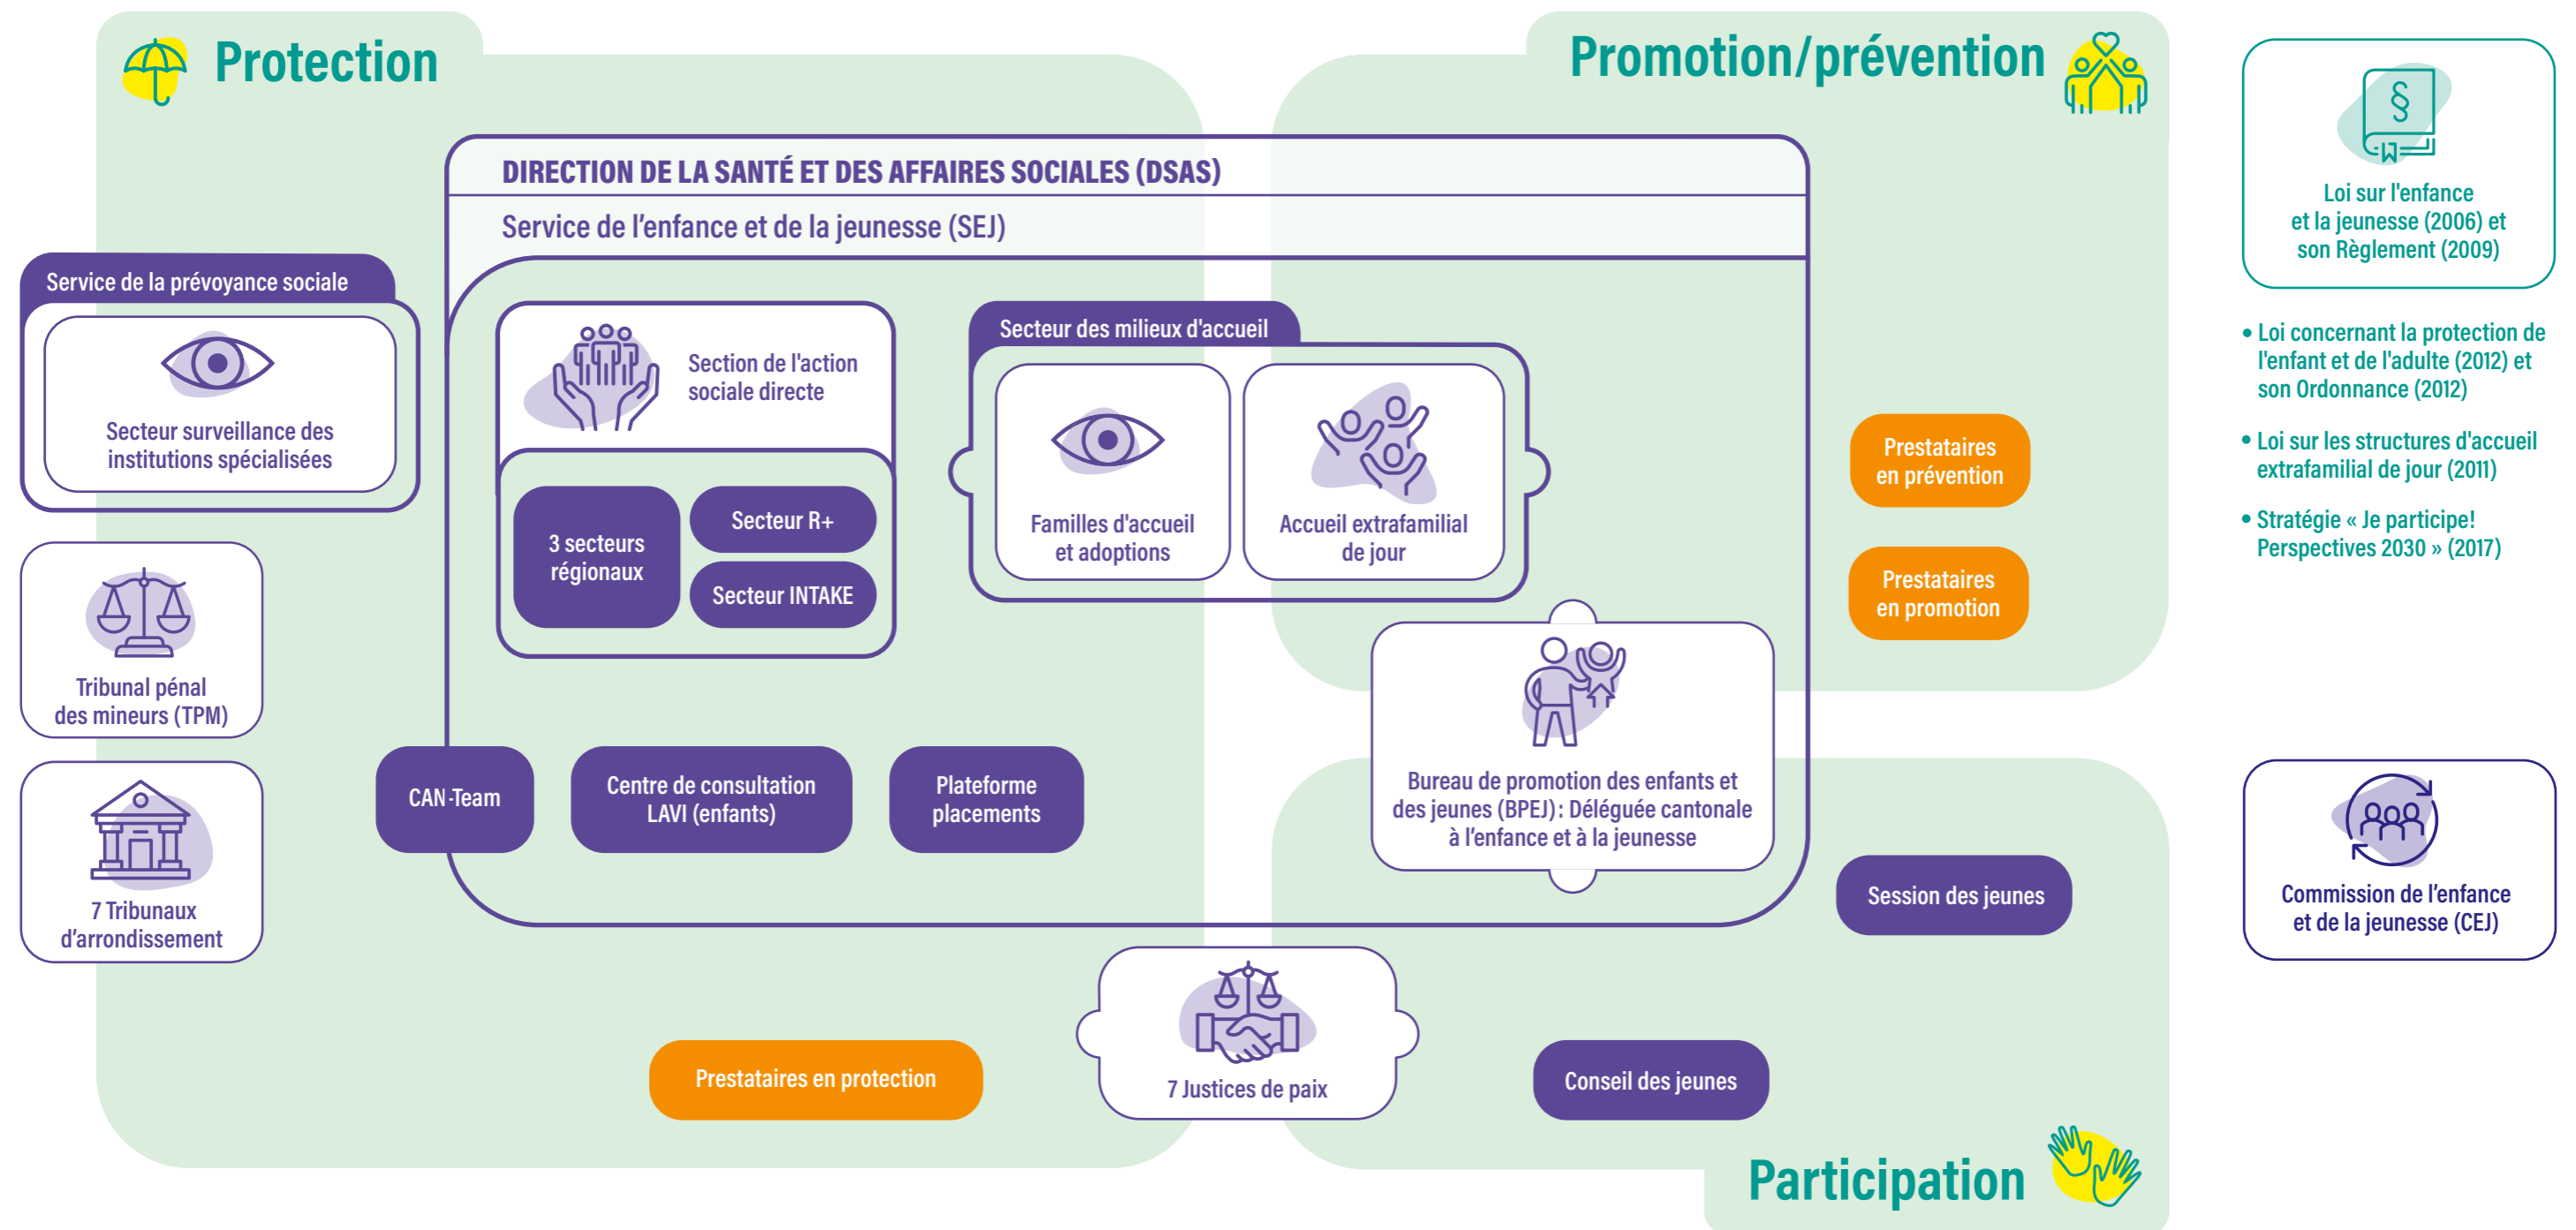 Protection
Promotion/prévention
DIRECTION DE LA SANTÉ ET DES AFFAIRES SOCIALES (DSAS)
Service de l'enfance et de la jeunesse (SEJ)
Service de la prévoyance sociale
Secteur surveillance des
institutions spécialisées
Tribunal pénal
des mineurs (TPM)
7 Tribunaux
d'arrondissement
Section de l'action
sociale directe
3 secteurs
régionaux
Secteur R+
Secteur INTAKE
Secteur des milieux d'accueil
Familles d'accueil
et adoptions
Accueil extrafamilial
de jour
CAN-Team
Centre de consultation
LAVI (enfants)
Plateforme
placements
Bureau de promotion des enfants et
des jeunes (BPEJ) : Déléguée cantonale
à l'enfance et à la jeunesse
Prestataires
en prévention
Prestataires
en promotion
Session des jeunes
Prestataires en protection
7 Justices de paix
Conseil des jeunes
Participation
§
Loi sur l'enfance
et la jeunesse (2006) et
son Règlement (2009)
• Loi concernant la protection de
l'enfant et de l'adulte (2012) et
son Ordonnance (2012)
• Loi sur les structures d'accueil
extrafamilial de jour (2011)
• Stratégie « Je participe!
Perspectives 2030 » (2017)
Commission de l'enfance
et de la jeunesse (CEJ)